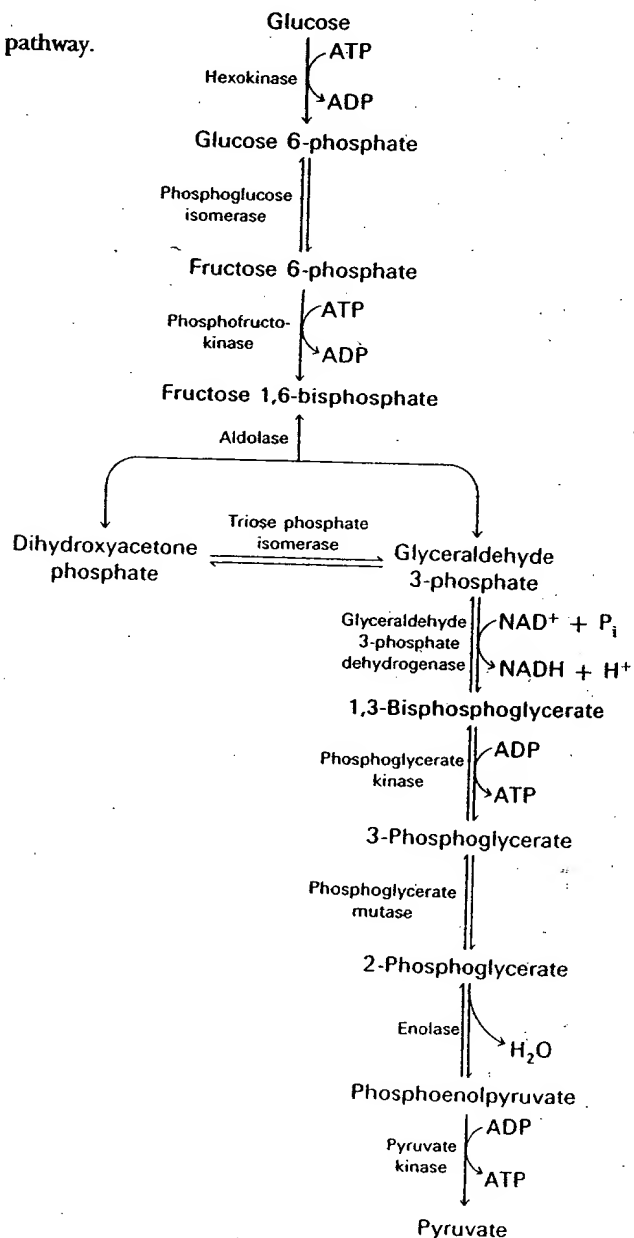 Glucose
pathway.
ATP
Hexokinase
ADP
Glucose 6-phosphate
Phosphoglucose
isomerase
Fructose 6-phosphate
ATP
Phosphofructo-
kinase
ADP
Fructose 1,6-bisphosphate
Aldolase
Triose phosphate
isomerase
Dihydroxyacetone
phosphate
Glyceraldehyde
3-phosphate
Glyceraldehyde
3-phosphate
dehydrogenase
NAD⁺ + Pᵢ
NADH + H⁺
1,3-Bisphosphoglycerate
ADP
Phosphoglycerate
kinase
ATP
3-Phosphoglycerate
Phosphoglycerate
mutase
2-Phosphoglycerate
Enolase
H₂O
Phosphoenolpyruvate
ADP
Pyruvate
kinase
ATP
Pyruvate